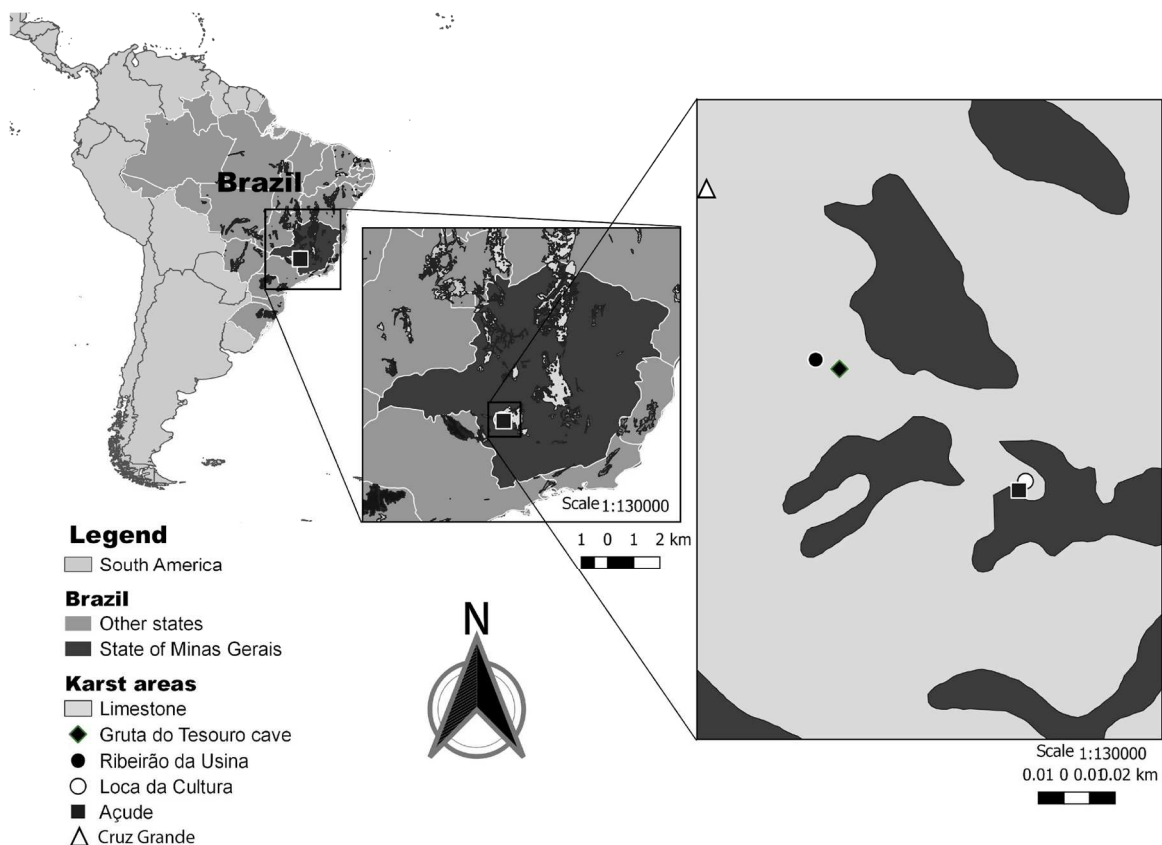 Brazil
Scale 1:130000
1 0 1 2 km
Legend
South America
Brazil
Other states
State of Minas Gerais
Karst areas
Limestone
Gruta do Tesouro cave
Ribeirão da Usina
Loca da Cultura
Açude
Cruz Grande
N
Scale 1:130000
0.01 0 0.010.02 km